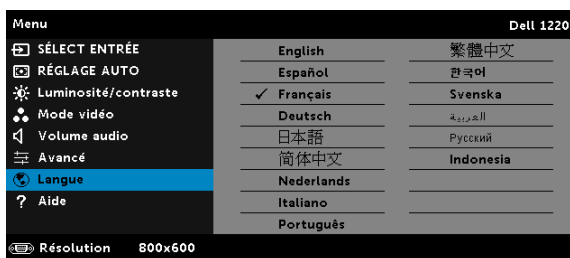 Menu
Dell 1220
SÉLECT ENTRÉE
RÉGLAGE AUTO
Luminosité/contraste
Mode vidéo
Volume audio
Avancé
Langue
Aide
English
Español
Français
Deutsch
日本語
简体中文
Nederlands
Italiano
Português
繁體中文
한국어
Svenska
العربية
Русский
Indonesia
Résolution 800x600